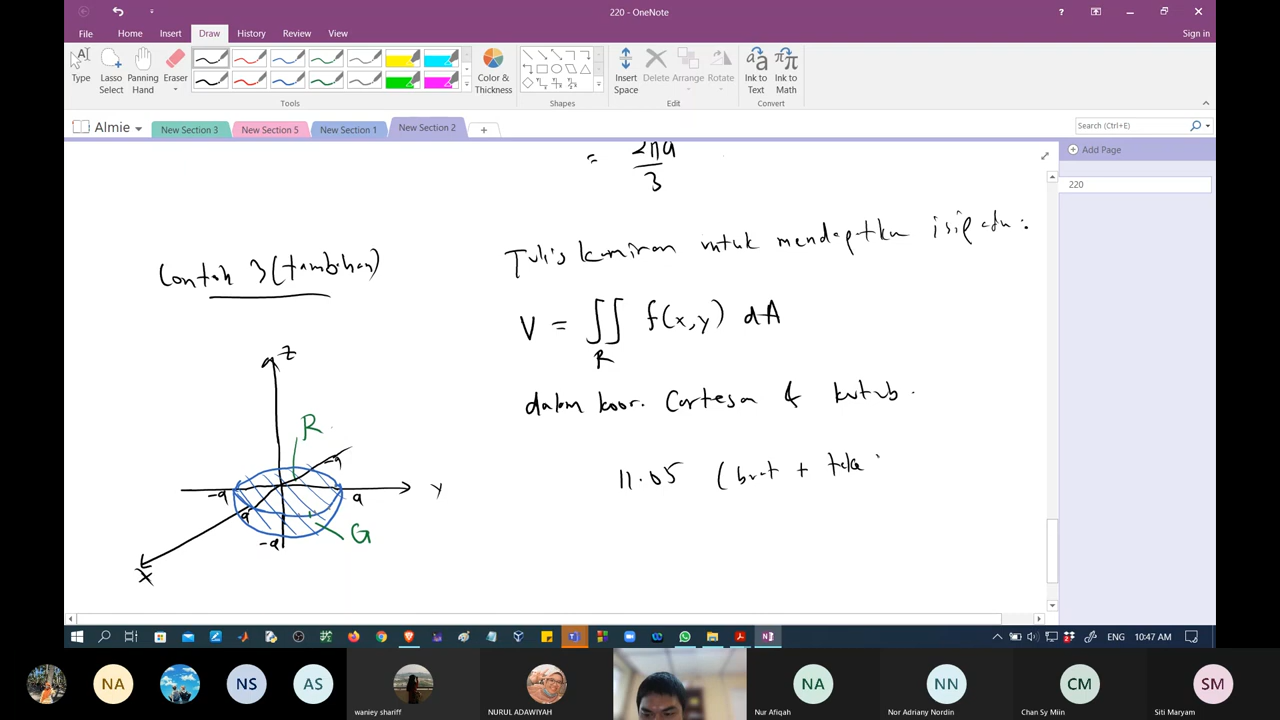 220 - OneNote
File Home Insert Draw History Review View
Sign in
Type
Lasso Select
Panning Hand
Eraser
Color & Thickness
Insert Space
Delete
Arrange
Rotate
Ink to Text
Ink to Math
Tools
Shapes
Edit
Convert
Almie
New Section 3
New Section 5
New Section 1
New Section 2
Search (Ctrl+E)
Add Page
220
= 2πa / 3
Contoh 3 (tambahan)
Tulis kamiran untuk mendapatkn isipadu :
V = ∬ f(x,y) dA
R
dalam koor. Cartesan & kutub.
11.05 (buat + teka
z
R
-a
-a
a
y
a
G
-a
x
ENG 10:47 AM
NA
NS
AS
NA
NN
CM
SM
waniey shariff
NURUL ADAWIYAH
Nur Afiqah
Nor Adriany Nordin
Chan Sy Miin
Siti Maryam